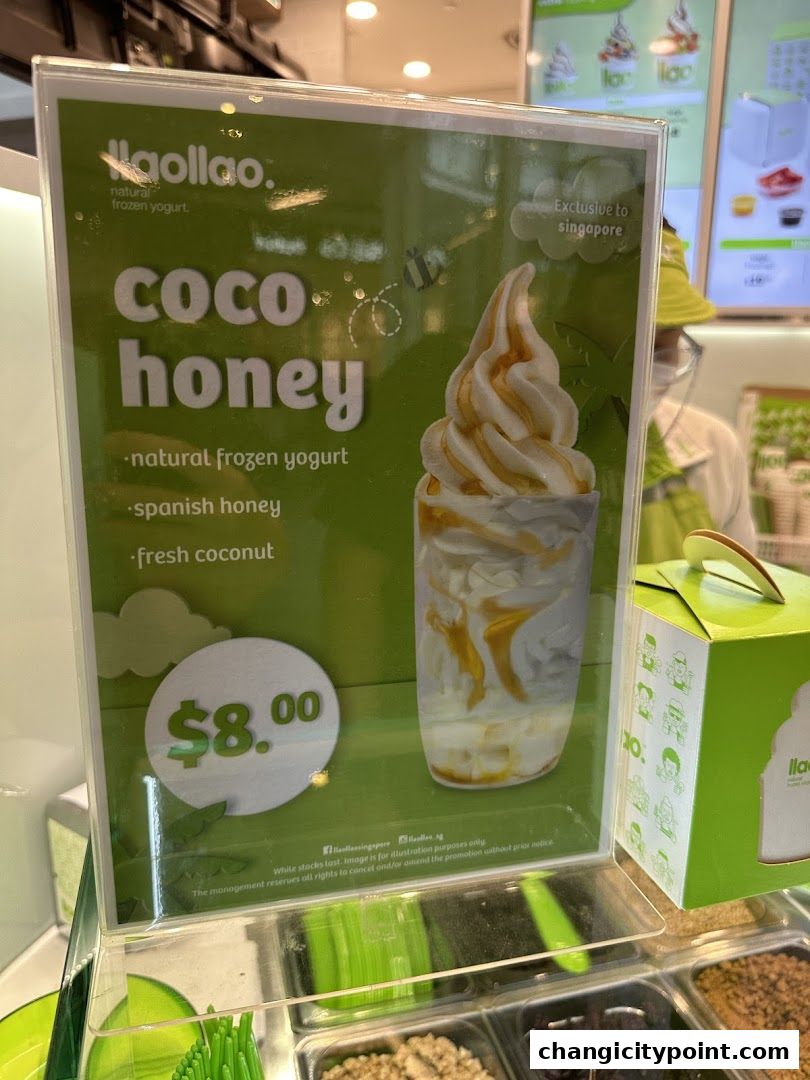 llaollao.
natural
frozen yogurt.
Exclusive to
singapore
coco
honey
·natural frozen yogurt
·spanish honey
·fresh coconut
$8.00
llaollaosingapore llaollao_sg
While stocks last. Image is for illustration purposes only.
The management reserves all rights to cancel and/or amend the promotion without prior notice.
changicitypoint.com